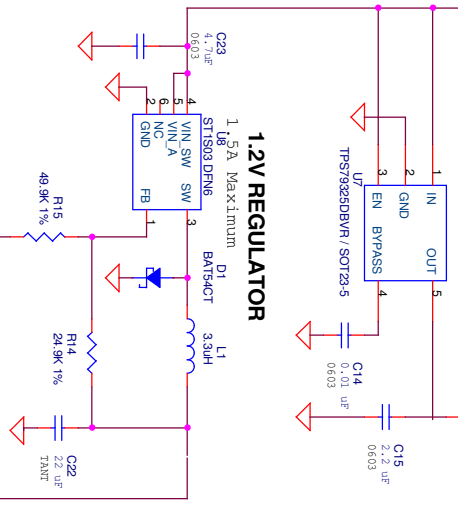 1.2V REGULATOR
1.5A Maximum
U7
TPS79325DBVR / SOT23-5
1
IN
2
GND
3
EN
BYPASS
4
OUT
5
C14
0.01 uF
0603
C15
2.2 uF
0603
C23
4.7uF
0603
U8
ST1S03 DFN6
4
VIN_SW
5
VIN_A
6
NC
2
GND
SW
3
FB
1
D1
BAT54CT
L1
3.3uH
R15
49.9K 1%
R14
24.9K 1%
C22
22 uF
TANT